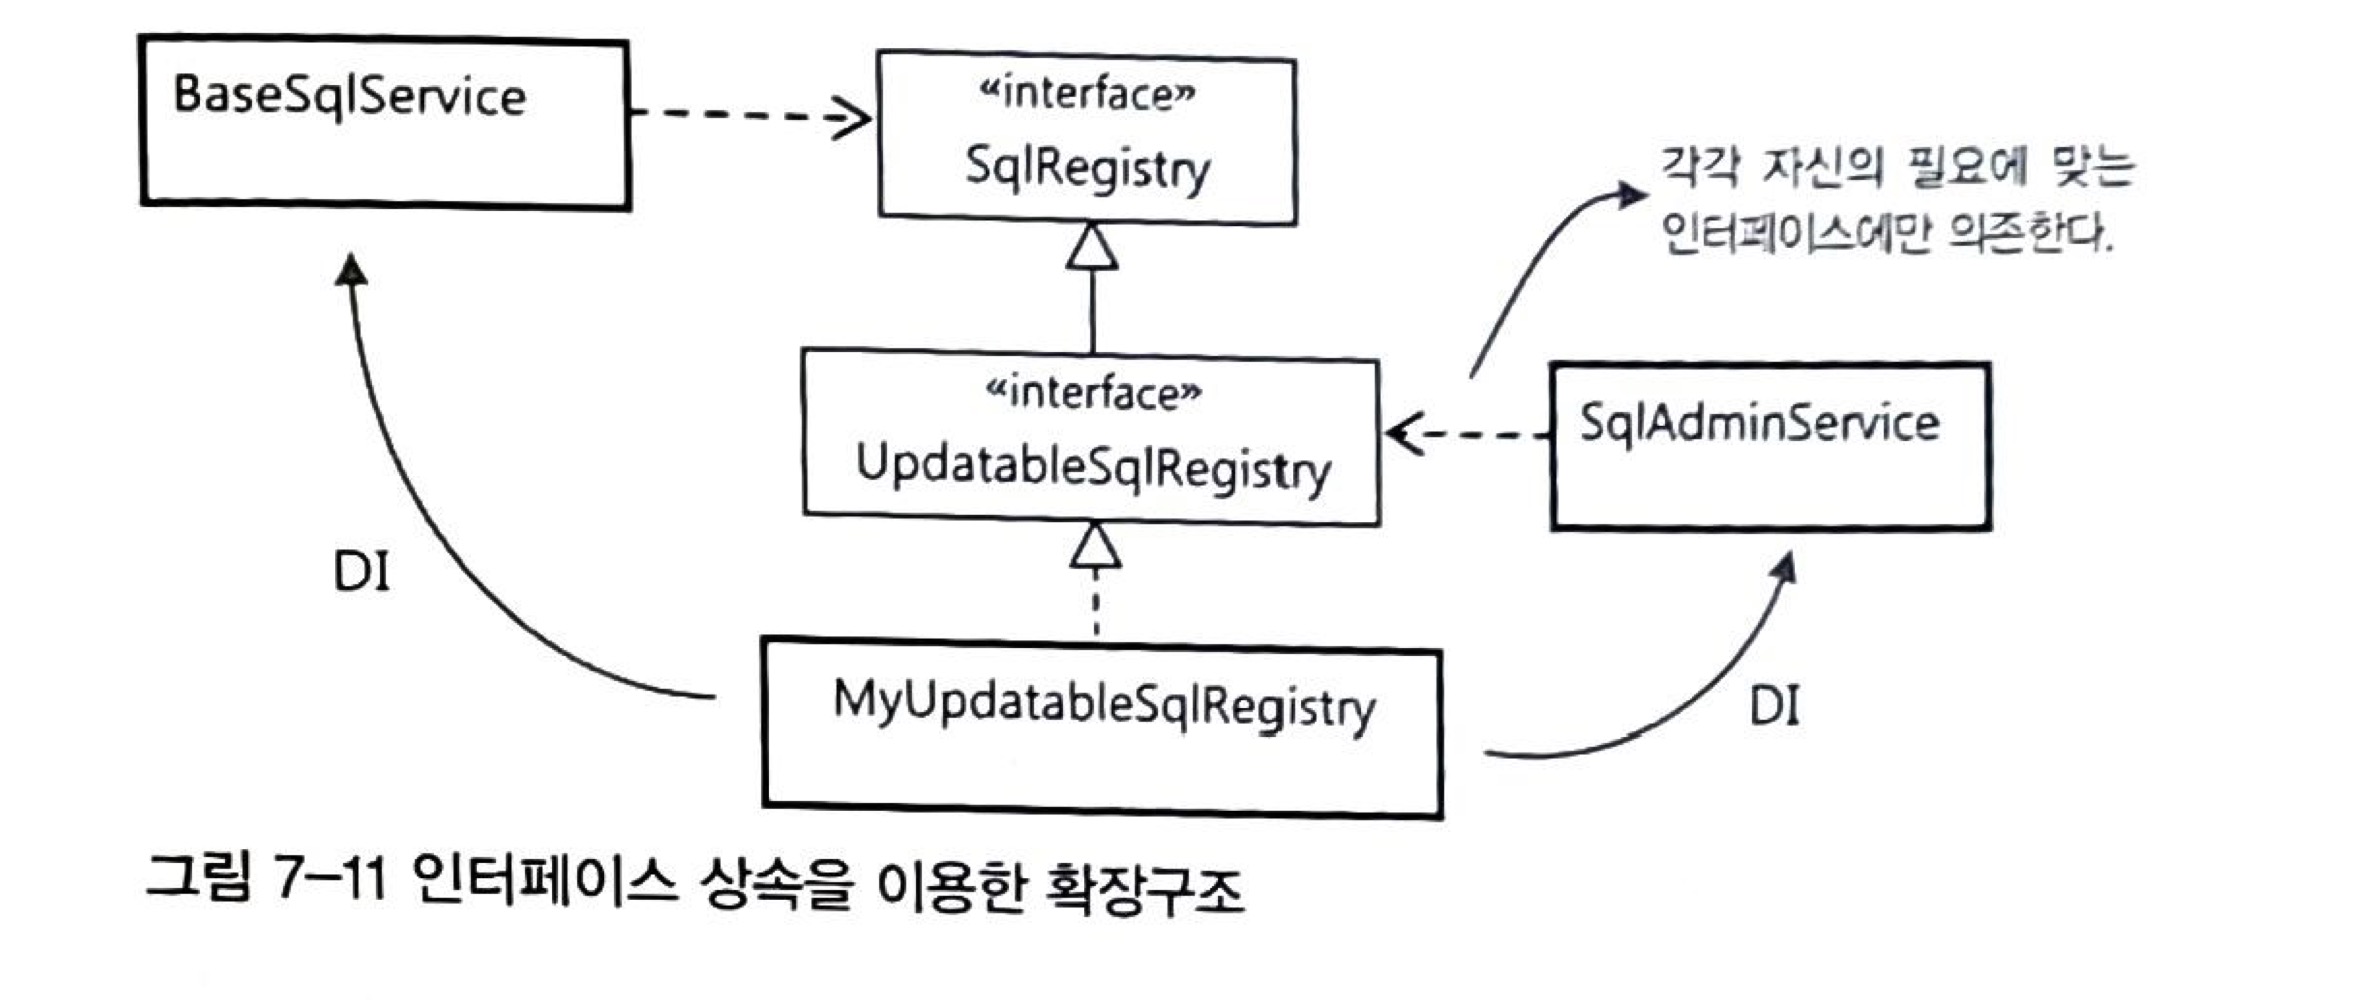 BaseSqlService
«interface»
SqlRegistry
각각 자신의 필요에 맞는
인터페이스에만 의존한다.
«interface»
UpdatableSqlRegistry
SqlAdminService
DI
MyUpdatableSqlRegistry
DI
그림 7-11 인터페이스 상속을 이용한 확장구조